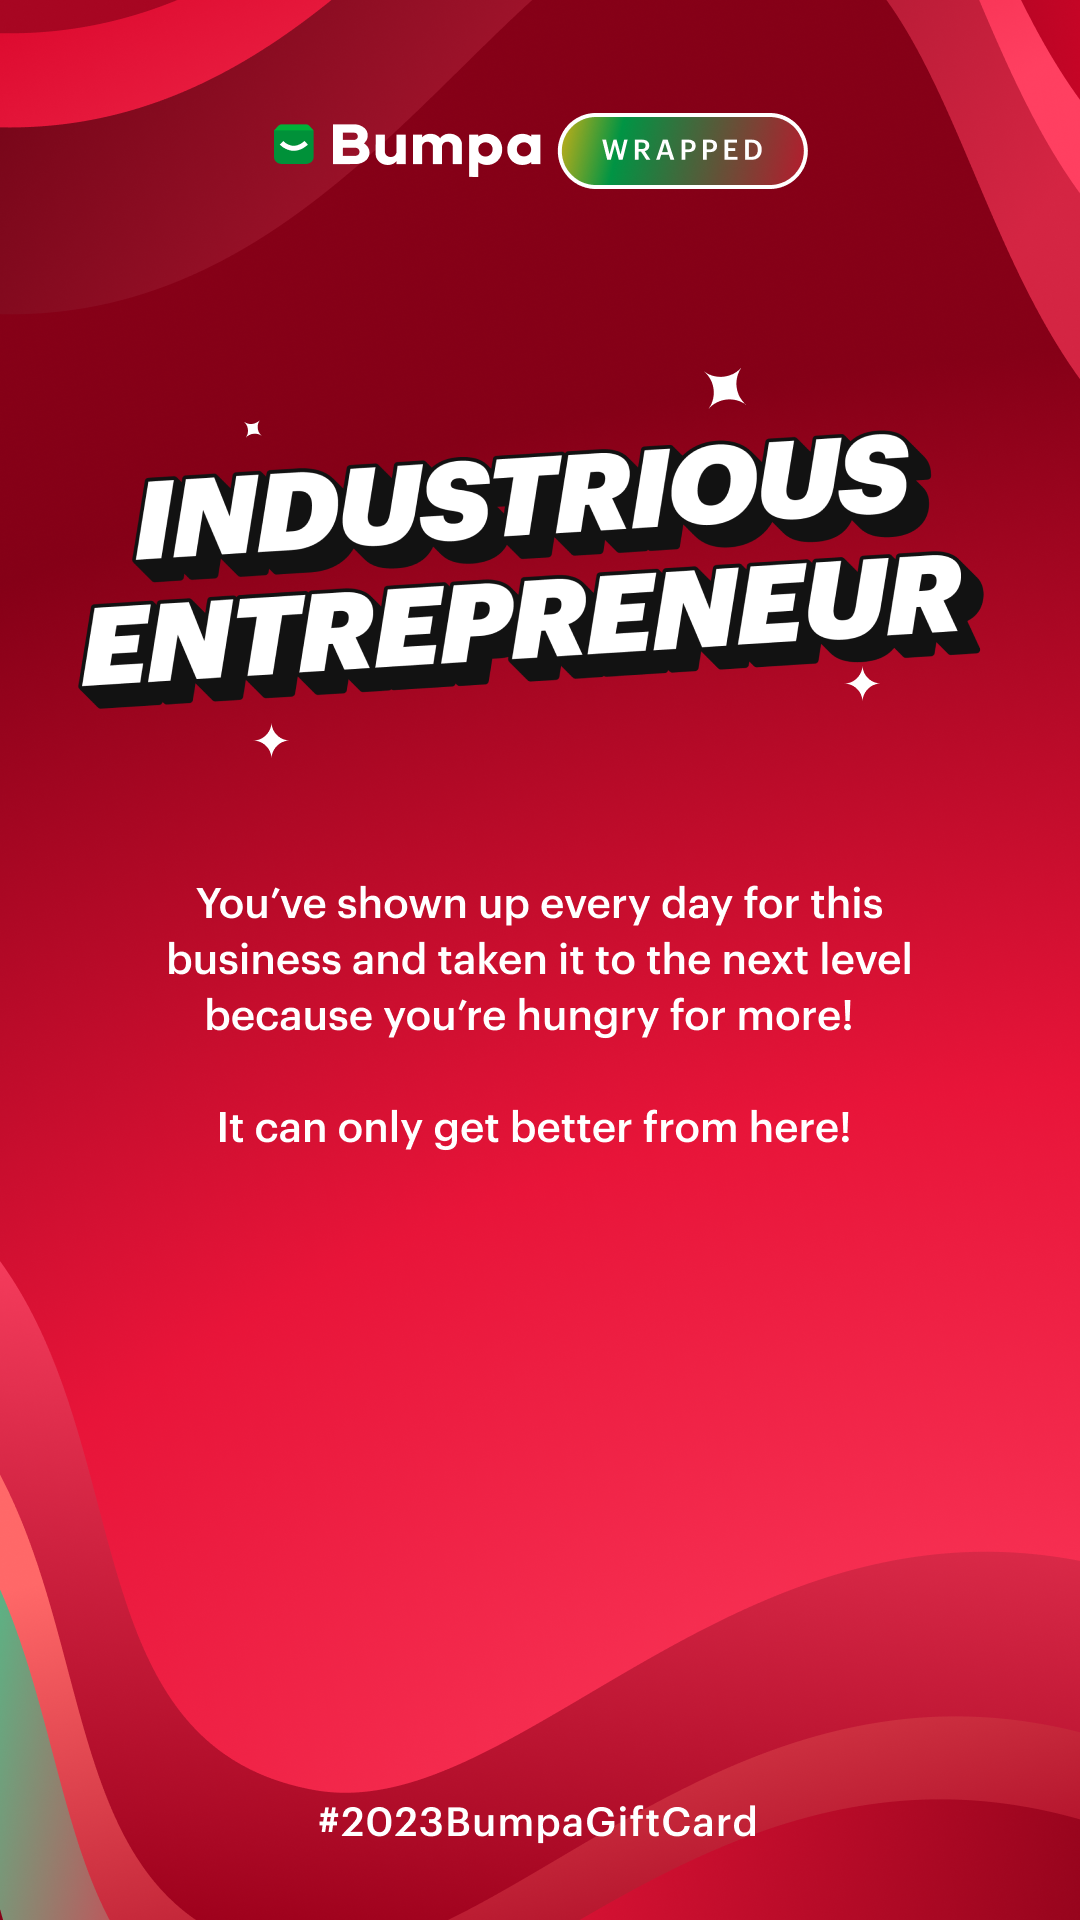 Bumpa WRAPPED
INDUSTRIOUS
ENTREPRENEUR
You’ve shown up every day for this
business and taken it to the next level
because you’re hungry for more!
It can only get better from here!
#2023BumpaGiftCard